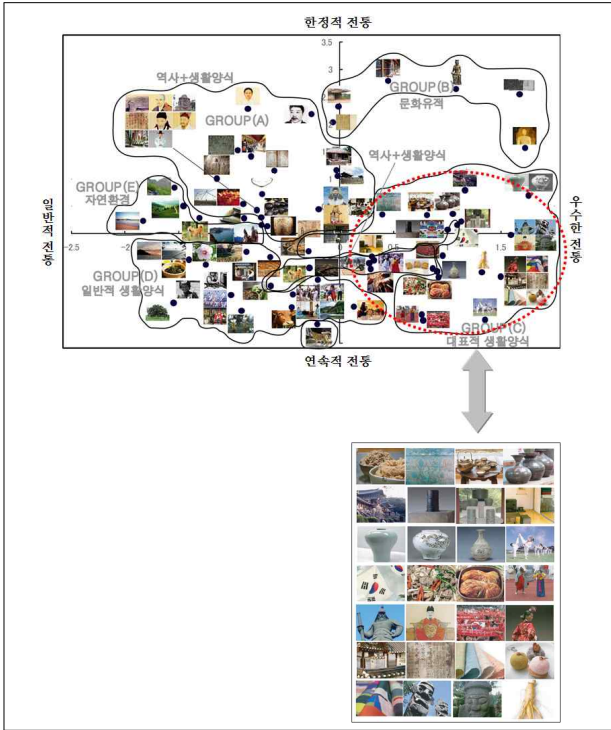 한정적 전통
3.5
3
역사+생활양식
GROUP(B)
문화유적
GROUP(A)
역사+생활양식
GROUP(E)
자연환경
일반적 전통
우수한 전통
-2.5
0.5
1.5
GROUP(D)
일반적 생활양식
GROUP(C)
대표적 생활양식
연속적 전통